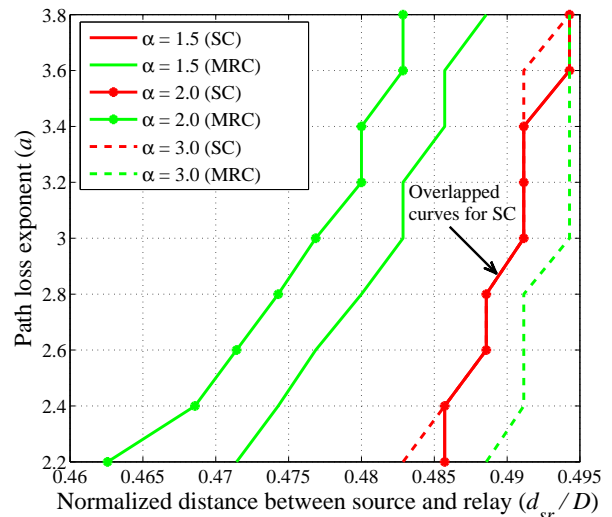 3.8
3.6
3.4
3.2
3
2.8
2.6
2.4
2.2
Path loss exponent (a)
α = 1.5 (SC)
α = 1.5 (MRC)
α = 2.0 (SC)
α = 2.0 (MRC)
α = 3.0 (SC)
α = 3.0 (MRC)
Overlapped
curves for SC
0.46 0.465 0.47 0.475 0.48 0.485 0.49 0.495 0.5
Normalized distance between source and relay (d_sr / D)